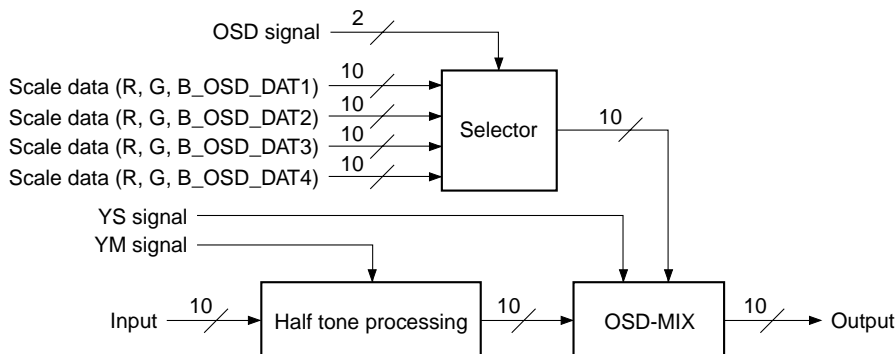 2
OSD signal
10
Scale data (R, G, B_OSD_DAT1)
10
Scale data (R, G, B_OSD_DAT2)
10
Scale data (R, G, B_OSD_DAT3)
10
Scale data (R, G, B_OSD_DAT4)
Selector
10
YS signal
YM signal
Input
10
Half tone processing
10
OSD-MIX
10
Output